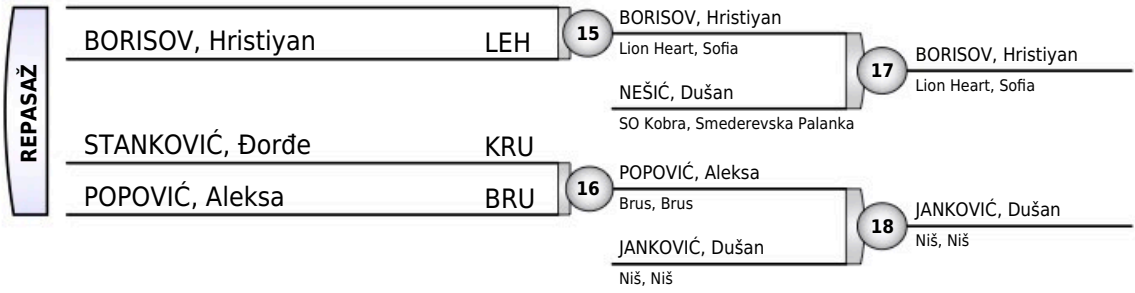 REPASAŽ
BORISOV, Hristiyan LEH
STANKOVIĆ, Đorđe KRU
POPOVIĆ, Aleksa BRU
15
BORISOV, Hristiyan
Lion Heart, Sofia
NEŠIĆ, Dušan
SO Kobra, Smederevska Palanka
16
POPOVIĆ, Aleksa
Brus, Brus
JANKOVIĆ, Dušan
Niš, Niš
17
BORISOV, Hristiyan
Lion Heart, Sofia
18
JANKOVIĆ, Dušan
Niš, Niš